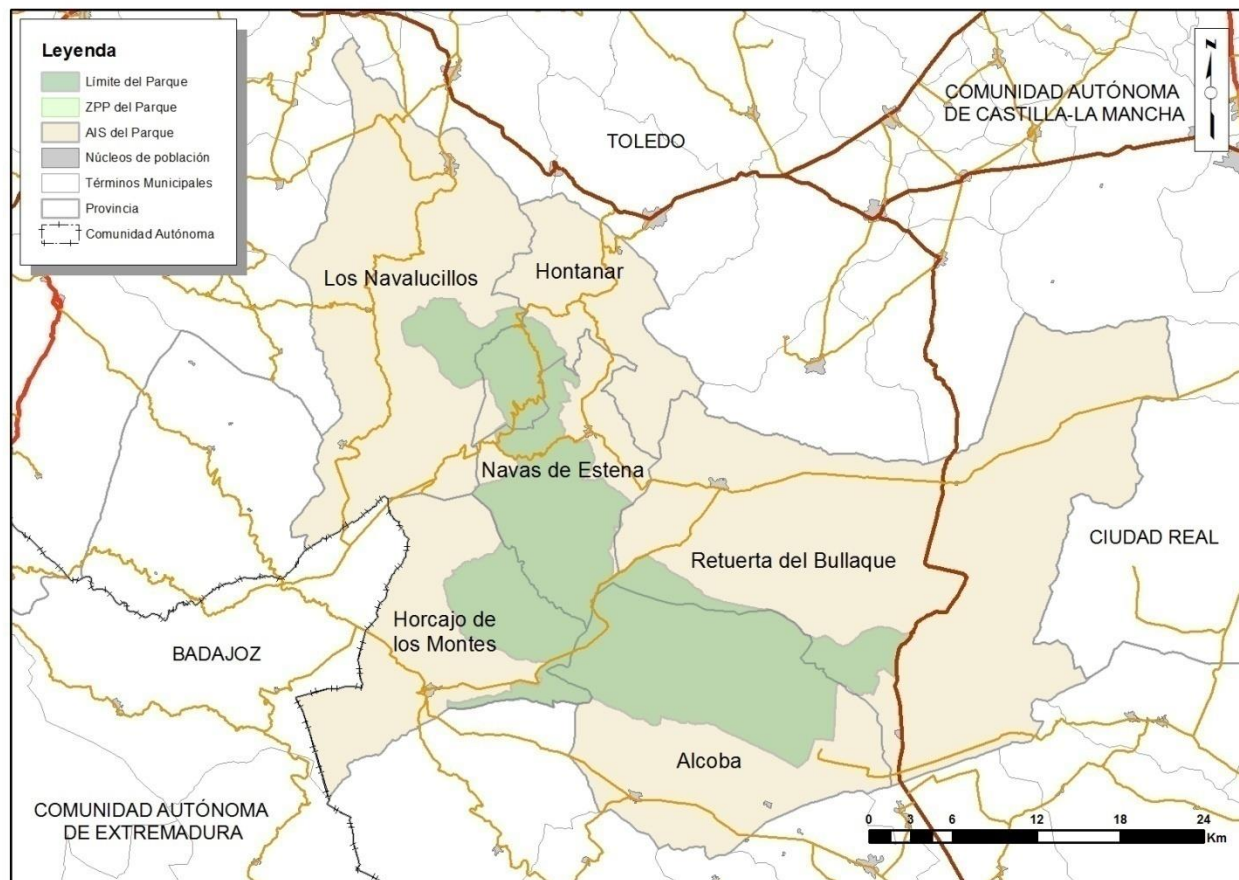 Leyenda
Límite del Parque
ZPP del Parque
AIS del Parque
Núcleos de población
Términos Municipales
Provincia
Comunidad Autónoma
N
COMUNIDAD AUTÓNOMA
DE CASTILLA-LA MANCHA
TOLEDO
Los Navalucillos
Hontanar
Navas de Estena
Retuerta del Bullaque
CIUDAD REAL
Horcajo de
los Montes
BADAJOZ
Alcoba
COMUNIDAD AUTÓNOMA
DE EXTREMADURA
0 3 6 12 18 24
Km